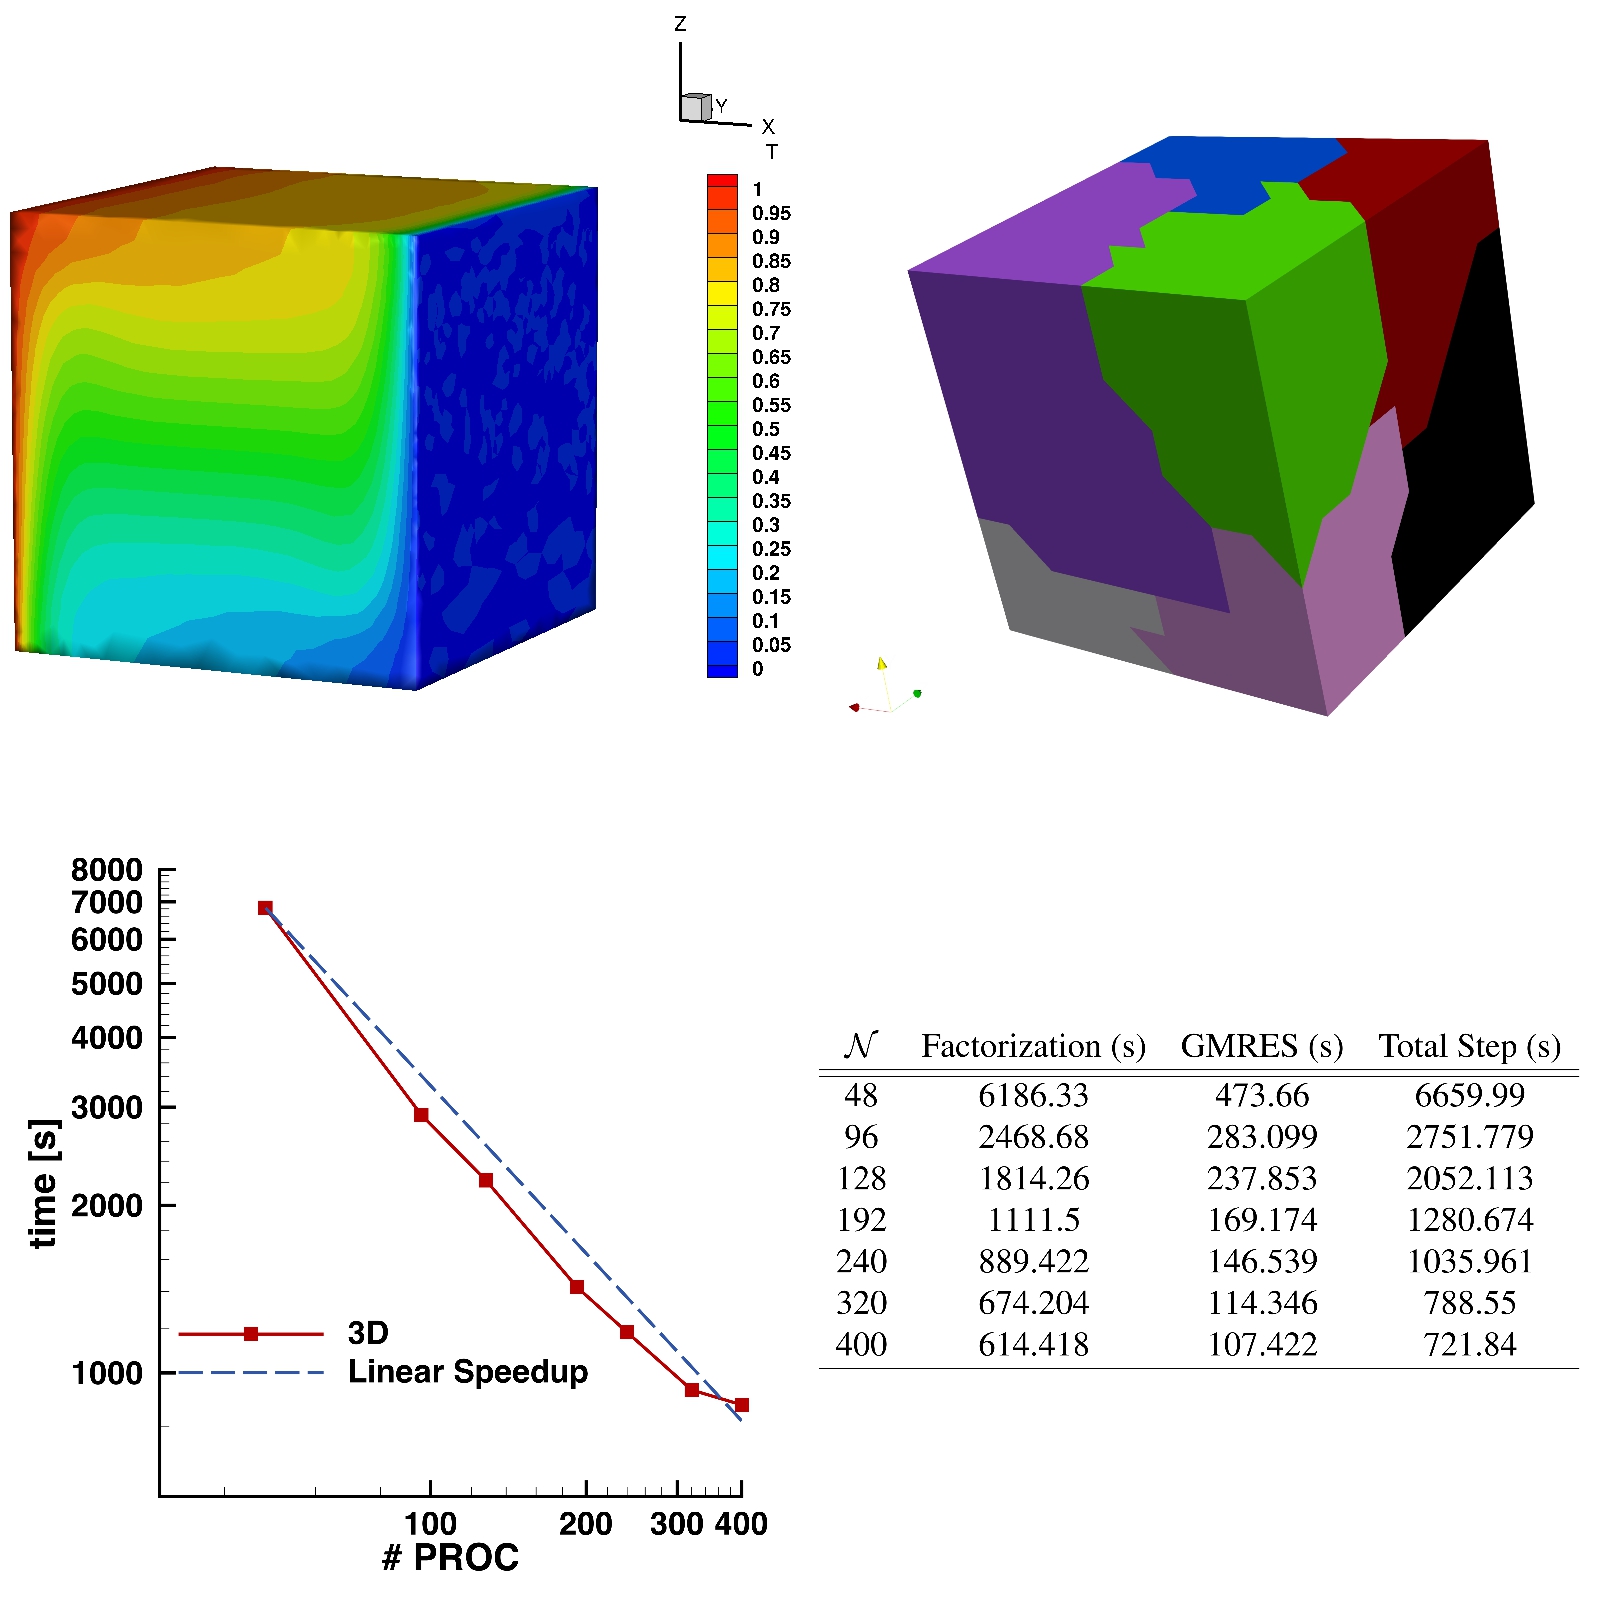 Z
Y
X
T
1
0.95
0.9
0.85
0.8
0.75
0.7
0.65
0.6
0.55
0.5
0.45
0.4
0.35
0.3
0.25
0.2
0.15
0.1
0.05
0
8000
7000
6000
5000
4000
3000
2000
1000
time [s]
3D
Linear Speedup
100 200 300 400
# PROC
𝒩 Factorization (s) GMRES (s) Total Step (s)
48 6186.33 473.66 6659.99
96 2468.68 283.099 2751.779
128 1814.26 237.853 2052.113
192 1111.5 169.174 1280.674
240 889.422 146.539 1035.961
320 674.204 114.346 788.55
400 614.418 107.422 721.84